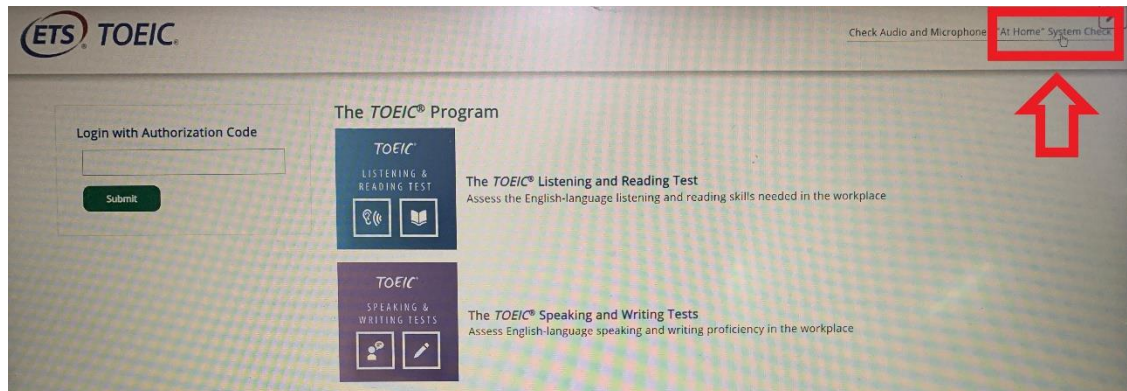 ETS® TOEIC®
Check Audio and Microphone "At Home" System Check
Login with Authorization Code
Submit
The TOEIC® Program
TOEIC®
LISTENING &
READING TEST
The TOEIC® Listening and Reading Test
Assess the English-language listening and reading skills needed in the workplace
TOEIC®
SPEAKING &
WRITING TESTS
The TOEIC® Speaking and Writing Tests
Assess English-language speaking and writing proficiency in the workplace